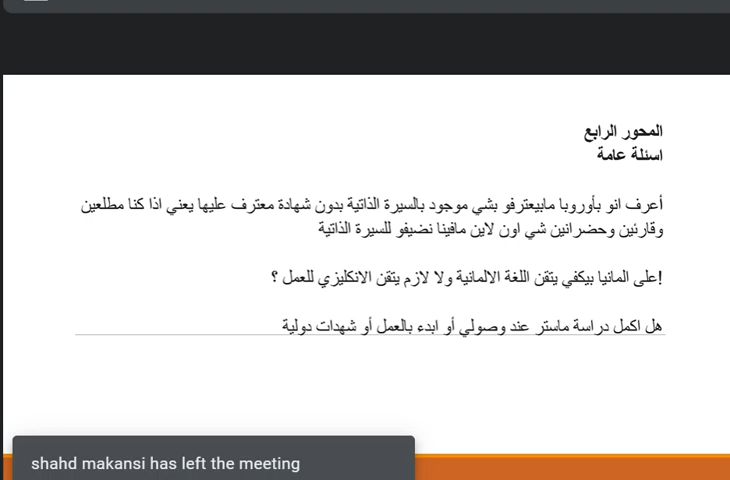 المحور الرابع
اسئلة عامة
أعرف انو بأوروبا مابيعترفو بشي موجود بالسيرة الذاتية بدون شهادة معترف عليها يعني اذا كنا مطلعين
وقارئين وحضرانين شي اون لاين مافينا نضيفو للسيرة الذاتية
!على المانيا بيكفي يتقن اللغة الالمانية ولا لازم يتقن الانكليزي للعمل ؟
هل اكمل دراسة ماستر عند وصولي أو ابدء بالعمل أو شهدات دولية
shahd makansi has left the meeting